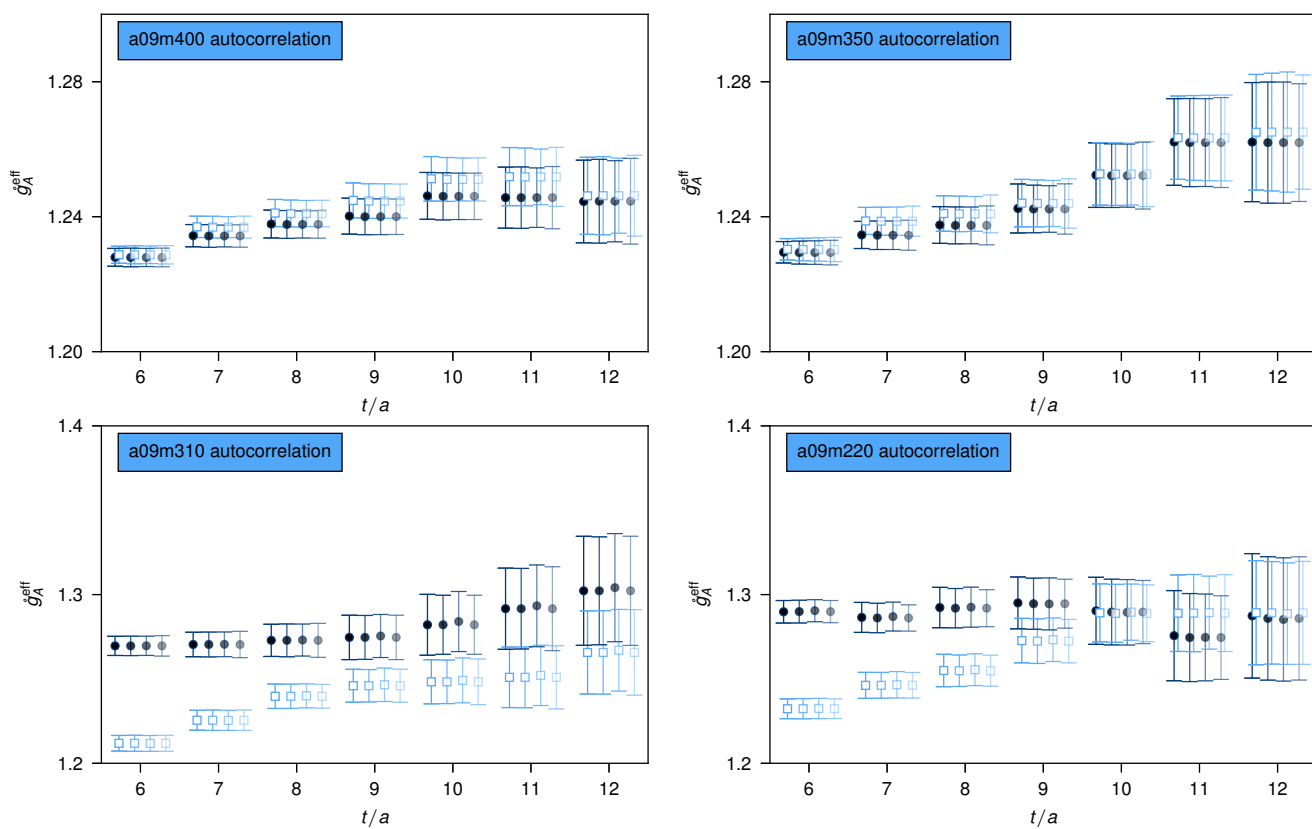 a09m400 autocorrelation
1.28
1.24
1.20
g̊_A^eff
6 7 8 9 10 11 12
t/a
a09m350 autocorrelation
1.28
1.24
1.20
g̊_A^eff
6 7 8 9 10 11 12
t/a
a09m310 autocorrelation
1.4
1.3
1.2
g̊_A^eff
6 7 8 9 10 11 12
t/a
a09m220 autocorrelation
1.4
1.3
1.2
g̊_A^eff
6 7 8 9 10 11 12
t/a